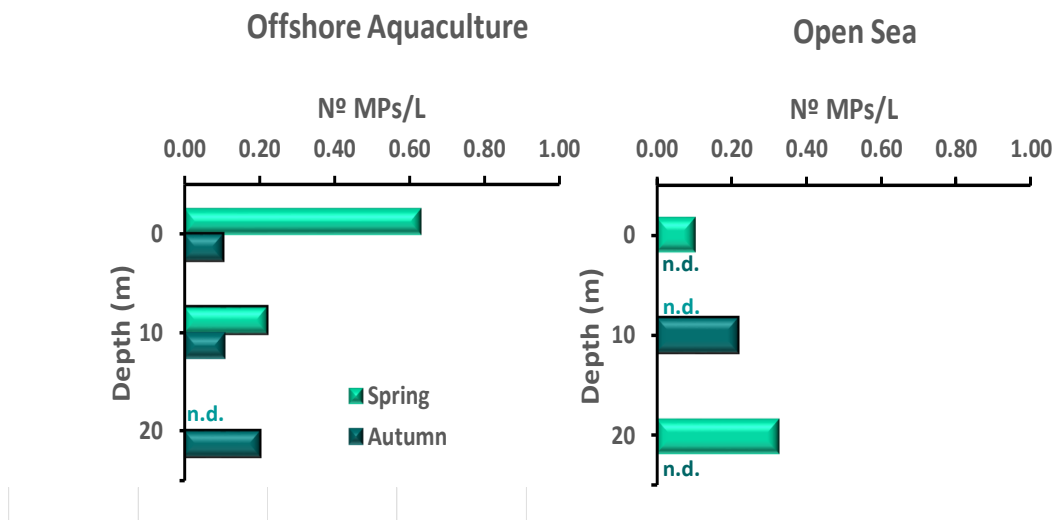 Offshore Aquaculture
Nº MPs/L
0.00 0.20 0.40 0.60 0.80 1.00
Depth (m)
0
10
20
n.d.
Spring
Autumn
Open Sea
Nº MPs/L
0.00 0.20 0.40 0.60 0.80 1.00
Depth (m)
0
n.d.
n.d.
10
20
n.d.